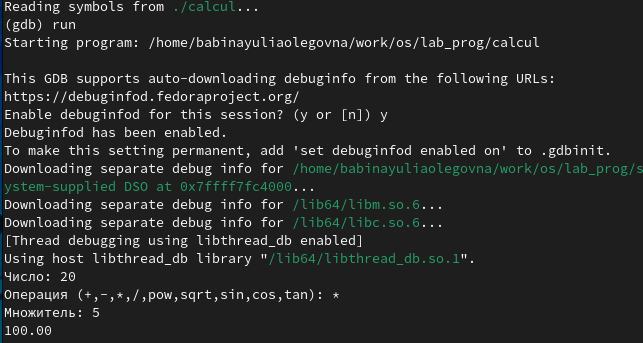 Reading symbols from ./calcul...
(gdb) run
Starting program: /home/babinayuliaolegovna/work/os/lab_prog/calcul
This GDB supports auto-downloading debuginfo from the following URLs:
https://debuginfod.fedoraproject.org/
Enable debuginfod for this session? (y or [n]) y
Debuginfod has been enabled.
To make this setting permanent, add 'set debuginfod enabled on' to .gdbinit.
Downloading separate debug info for /home/babinayuliaolegovna/work/os/lab_prog/s
ystem-supplied DSO at 0x7ffff7fc4000...
Downloading separate debug info for /lib64/libm.so.6...
Downloading separate debug info for /lib64/libc.so.6...
[Thread debugging using libthread_db enabled]
Using host libthread_db library "/lib64/libthread_db.so.1".
Число: 20
Операция (+,-,*,/,pow,sqrt,sin,cos,tan): *
Множитель: 5
100.00